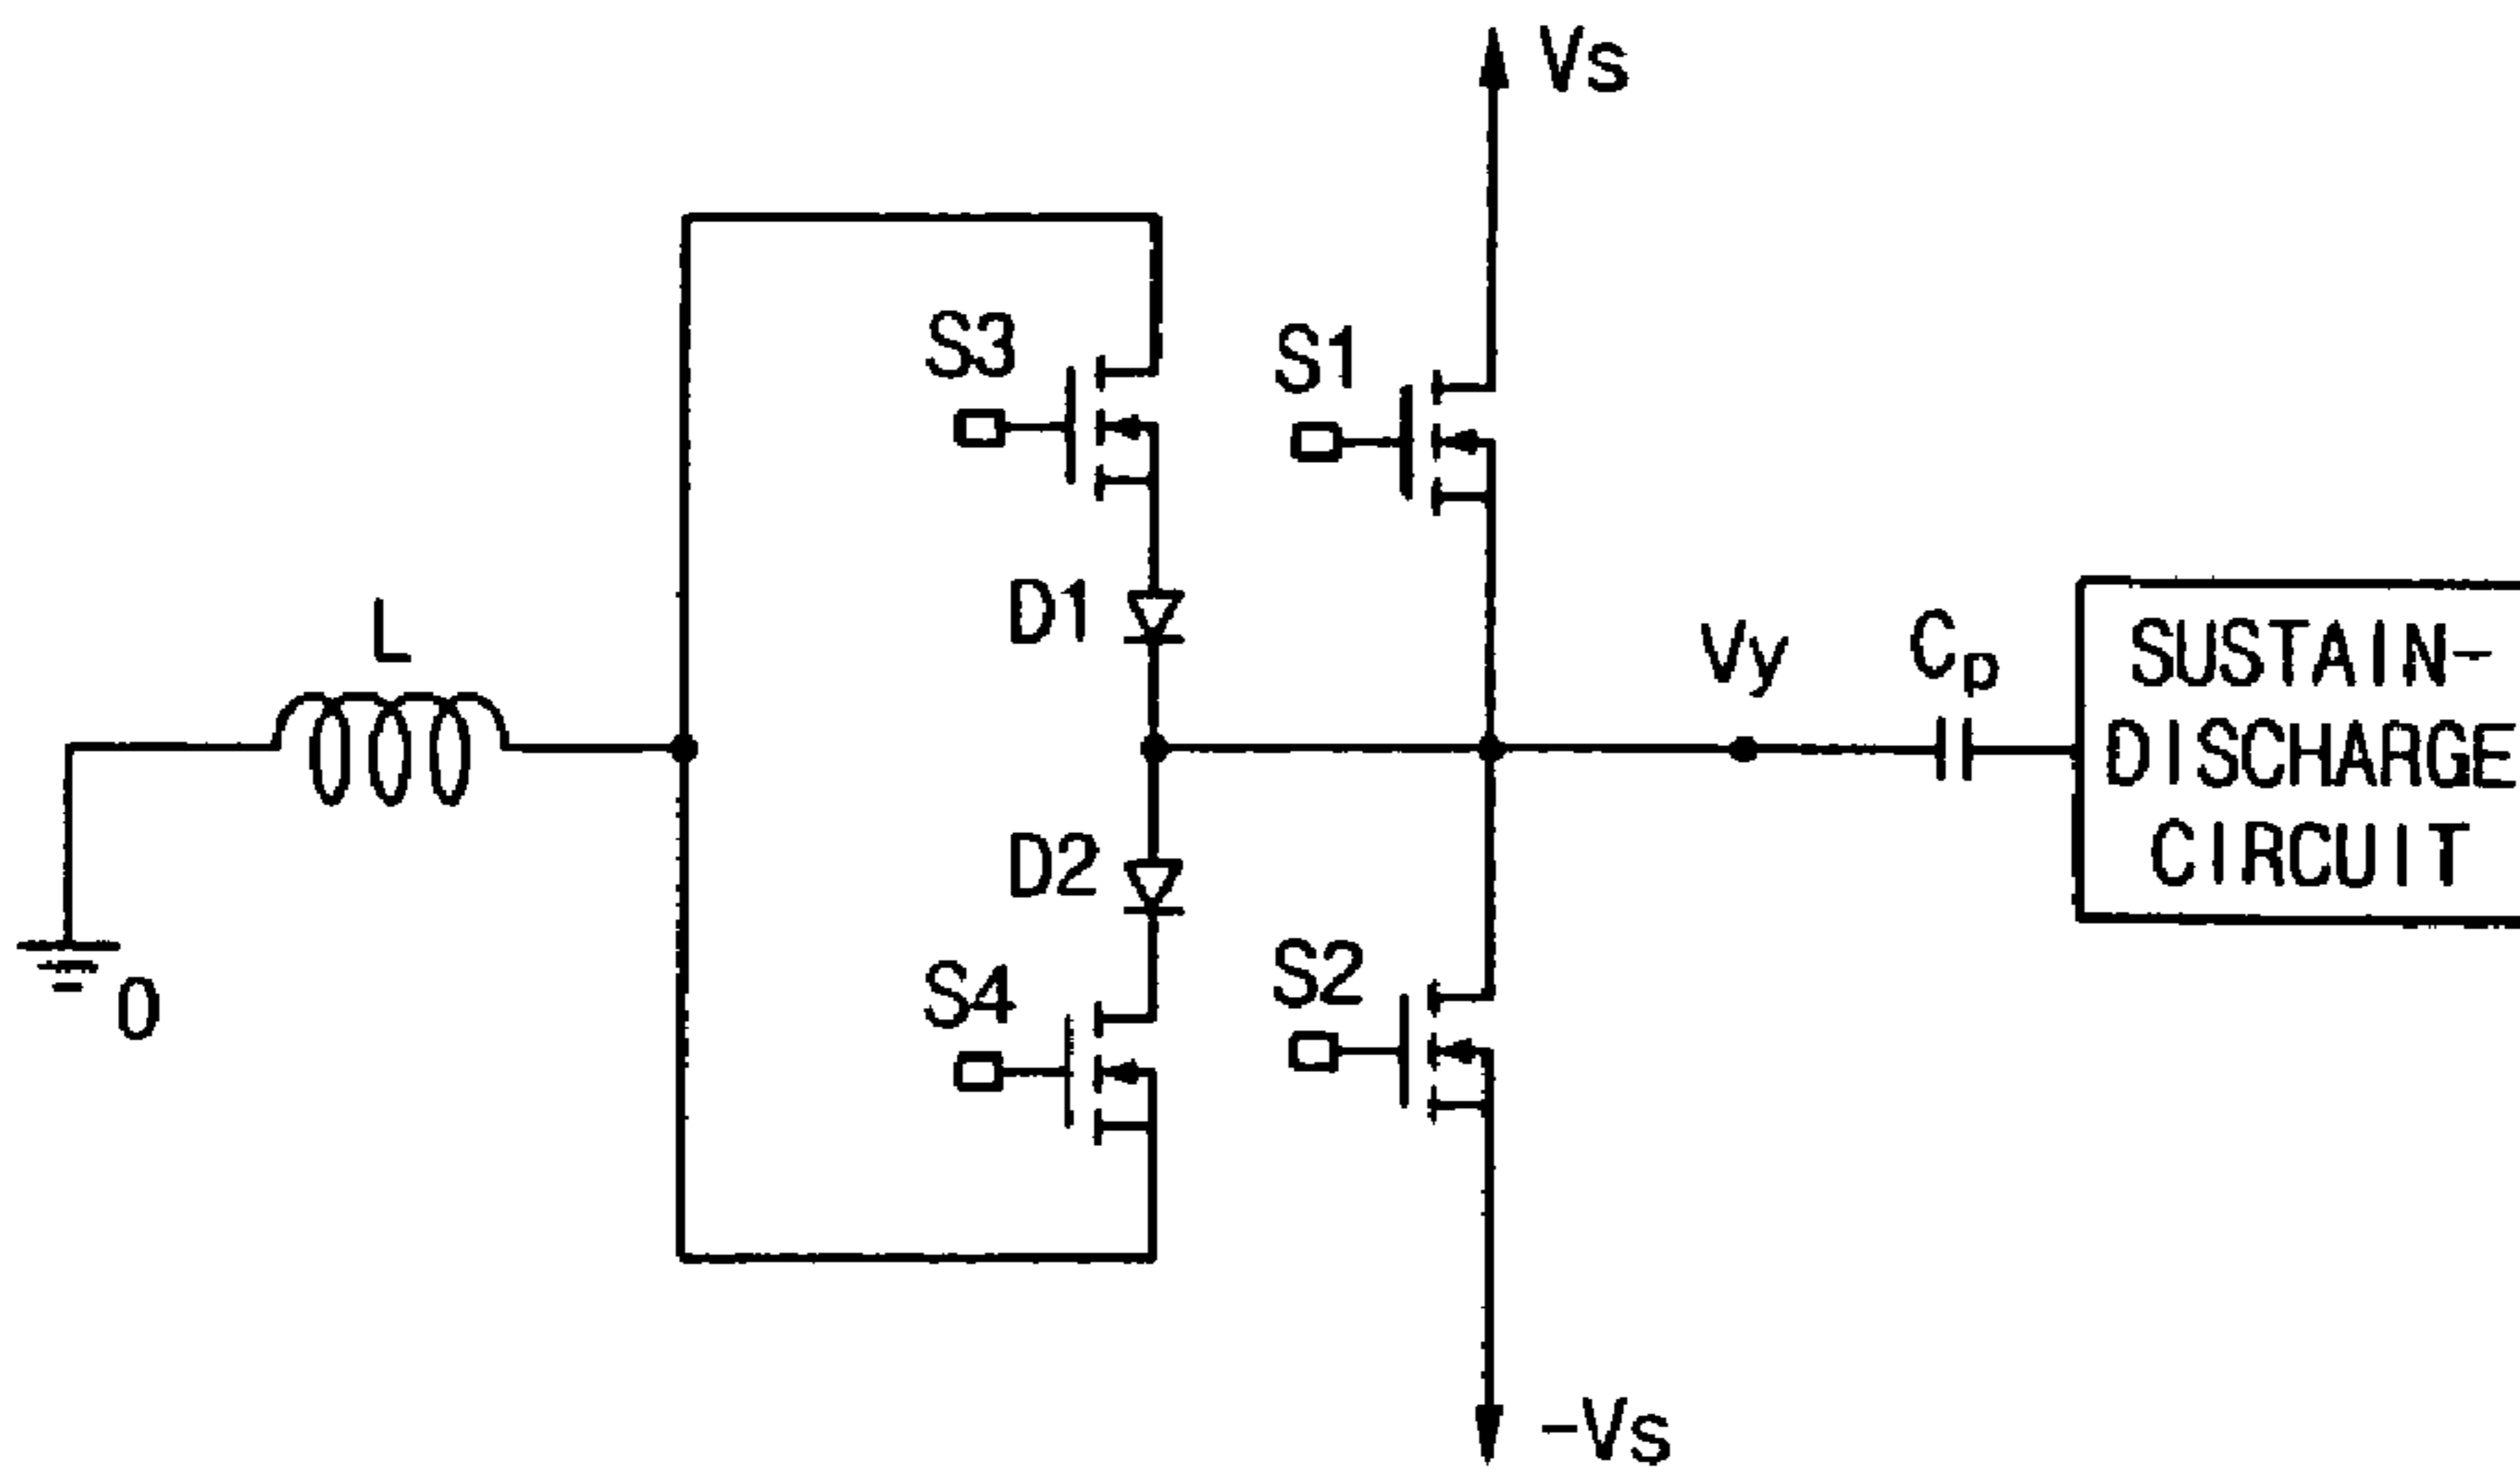 Vs
S3
S1
D1
L
Vy
Cp
SUSTAIN-
DISCHARGE
CIRCUIT
D2
S4
S2
0
-Vs